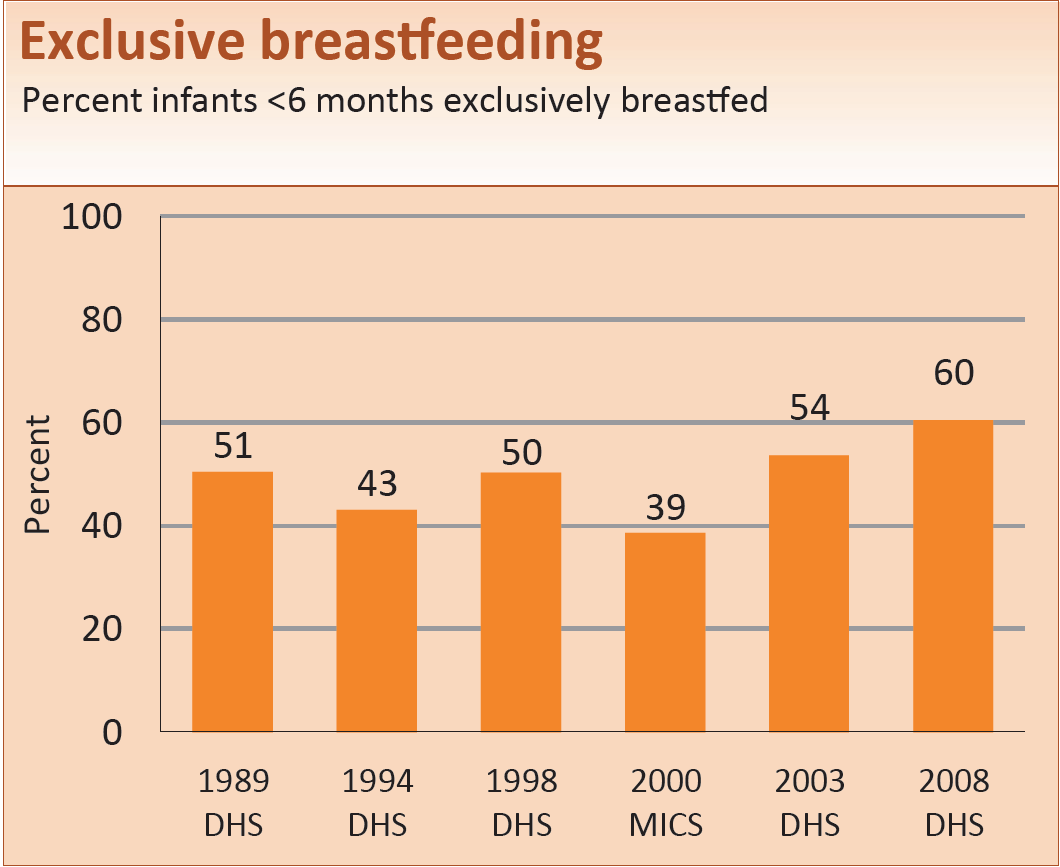 Exclusive breastfeeding
Percent infants <6 months exclusively breastfed
100
80
60
40
20
0
Percent
51
43
50
39
54
60
1989 DHS
1994 DHS
1998 DHS
2000 MICS
2003 DHS
2008 DHS